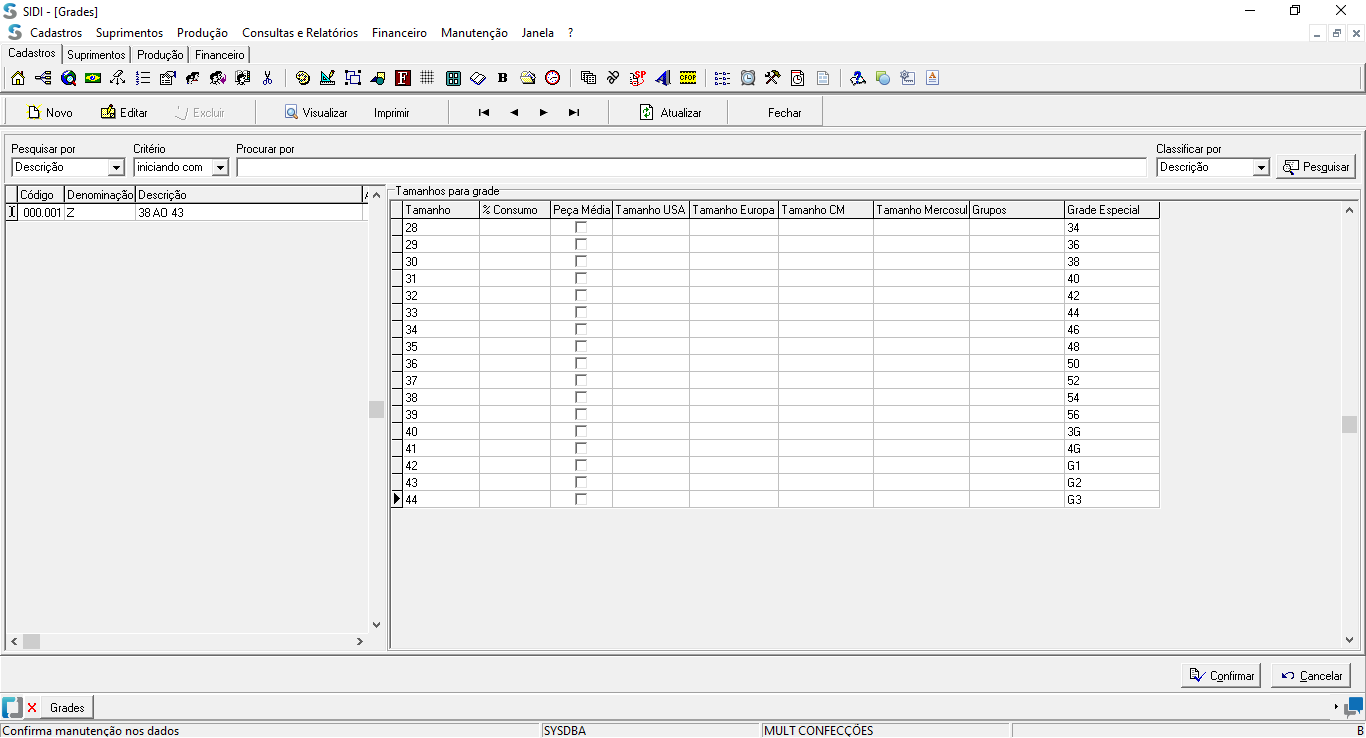 SIDI - [Grades]
Cadastros Suprimentos Produção Consultas e Relatórios Financeiro Manutenção Janela ?
Cadastros Suprimentos Produção Financeiro
F B SP CFOP A
Novo Editar Excluir Visualizar Imprimir Atualizar Fechar
Pesquisar por Critério Procurar por Classificar por
Descrição iniciando com Descrição Pesquisar
Código Denominação Descrição
000.001 Z 38 AO 43
Tamanhos para grade
Tamanho % Consumo Peça Média Tamanho USA Tamanho Europa Tamanho CM Tamanho Mercosul Grupos Grade Especial
28 34
29 36
30 38
31 40
32 42
33 44
34 46
35 48
36 50
37 52
38 54
39 56
40 3G
41 4G
42 G1
43 G2
44 G3
Confirmar Cancelar
Grades
Confirma manutenção nos dados SYSDBA MULT CONFECÇÕES B